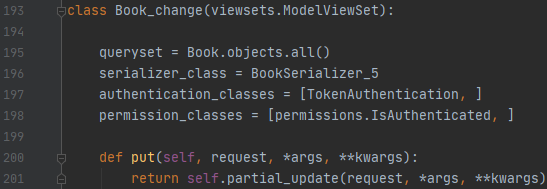 193 class Book_change(viewsets.ModelViewSet):
194
195 queryset = Book.objects.all()
196 serializer_class = BookSerializer_5
197 authentication_classes = [TokenAuthentication, ]
198 permission_classes = [permissions.IsAuthenticated, ]
199
200 def put(self, request, *args, **kwargs):
201 return self.partial_update(request, *args, **kwargs)